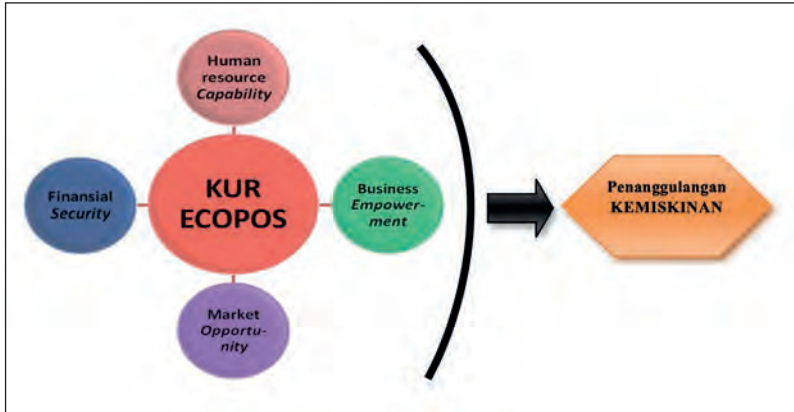 Human
resource
Capability
Finansial
Security
KUR
ECOPOS
Business
Empower-
ment
Market
Opportu-
nity
Penanggulangan
KEMISKINAN